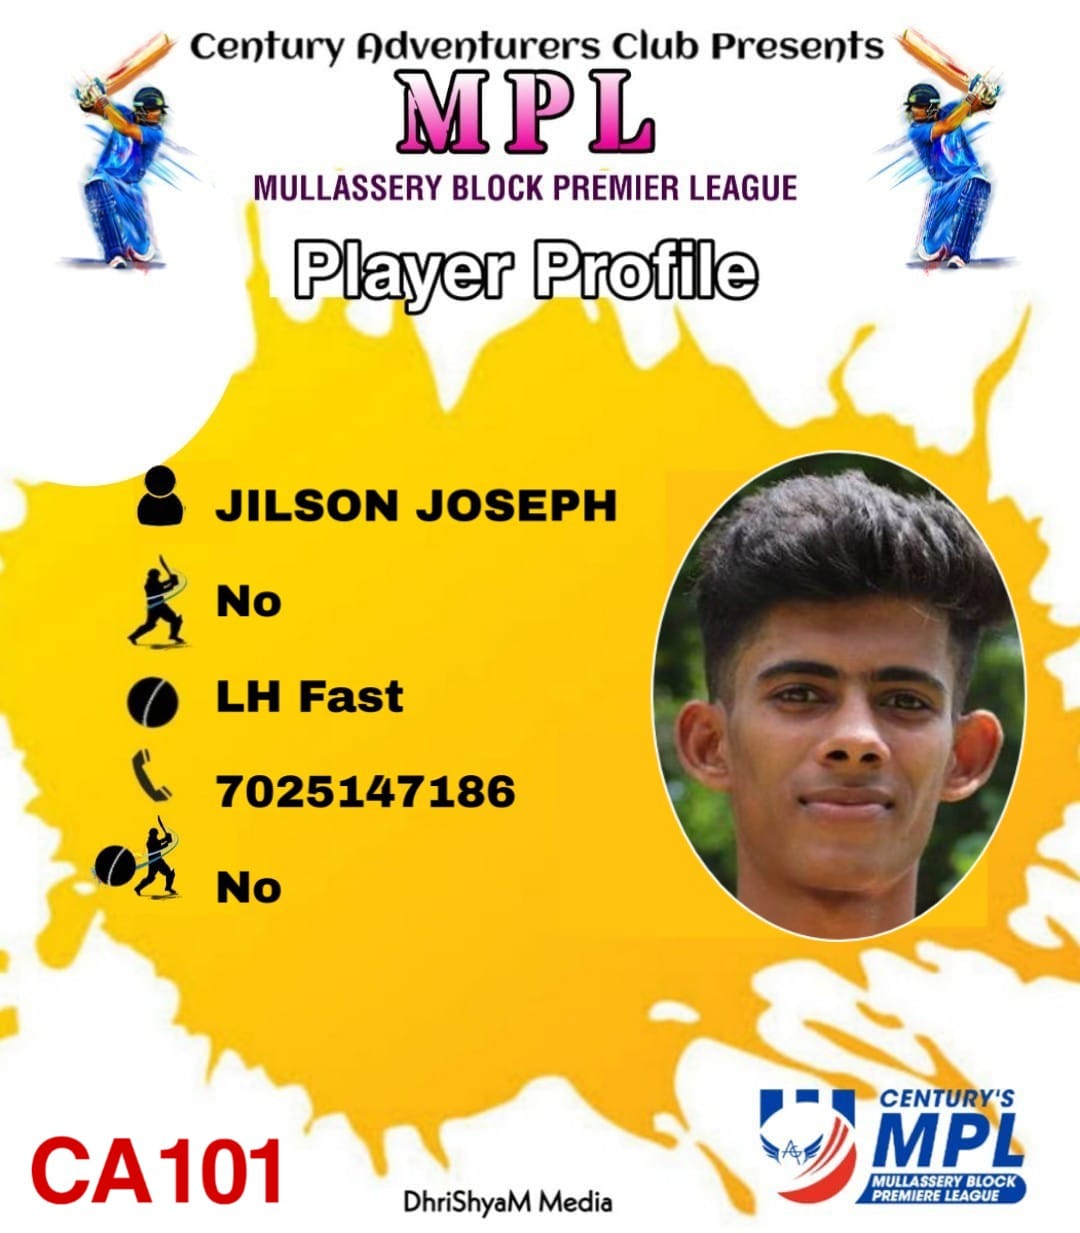 Century Adventurers Club Presents
MPL
MULLASSERY BLOCK PREMIER LEAGUE
Player Profile
JILSON JOSEPH
No
LH Fast
7025147186
No
CA101
DhriShyaM Media
CENTURY'S
MPL
MULLASSERY BLOCK
PREMIERE LEAGUE